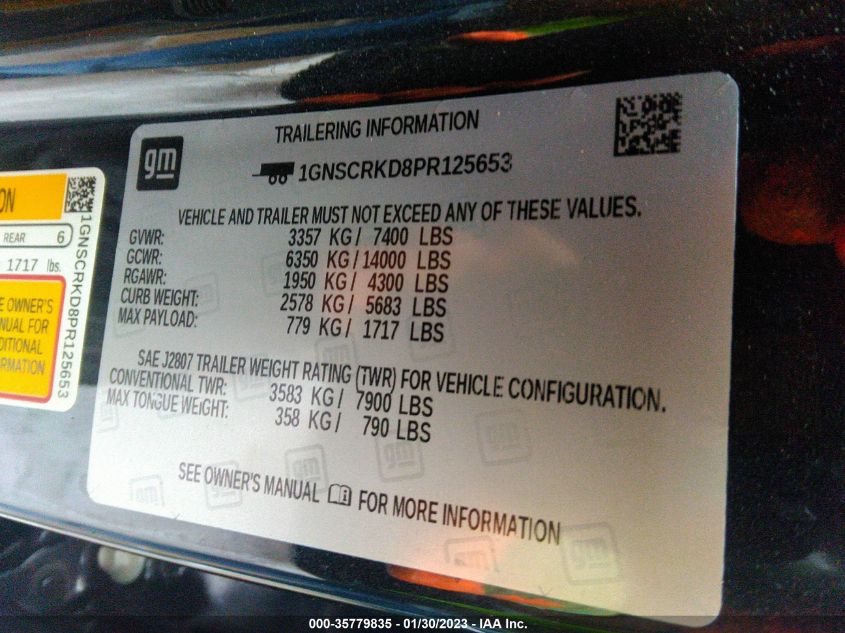 gm
TRAILERING INFORMATION
1GNSCRKD8PR125653
VEHICLE AND TRAILER MUST NOT EXCEED ANY OF THESE VALUES.
GVWR: 3357 KG / 7400 LBS
GCWR: 6350 KG / 14000 LBS
RGAWR: 1950 KG / 4300 LBS
CURB WEIGHT: 2578 KG / 5683 LBS
MAX PAYLOAD: 779 KG / 1717 LBS
SAE J2807 TRAILER WEIGHT RATING (TWR) FOR VEHICLE CONFIGURATION.
CONVENTIONAL TWR: 3583 KG / 7900 LBS
MAX TONGUE WEIGHT: 358 KG / 790 LBS
SEE OWNER'S MANUAL FOR MORE INFORMATION
REAR 6
1717 lbs.
OWNER'S
FOR
1GNSCRKD8PR125653
000-35779835 / 01/30/2023 - IAA Inc.